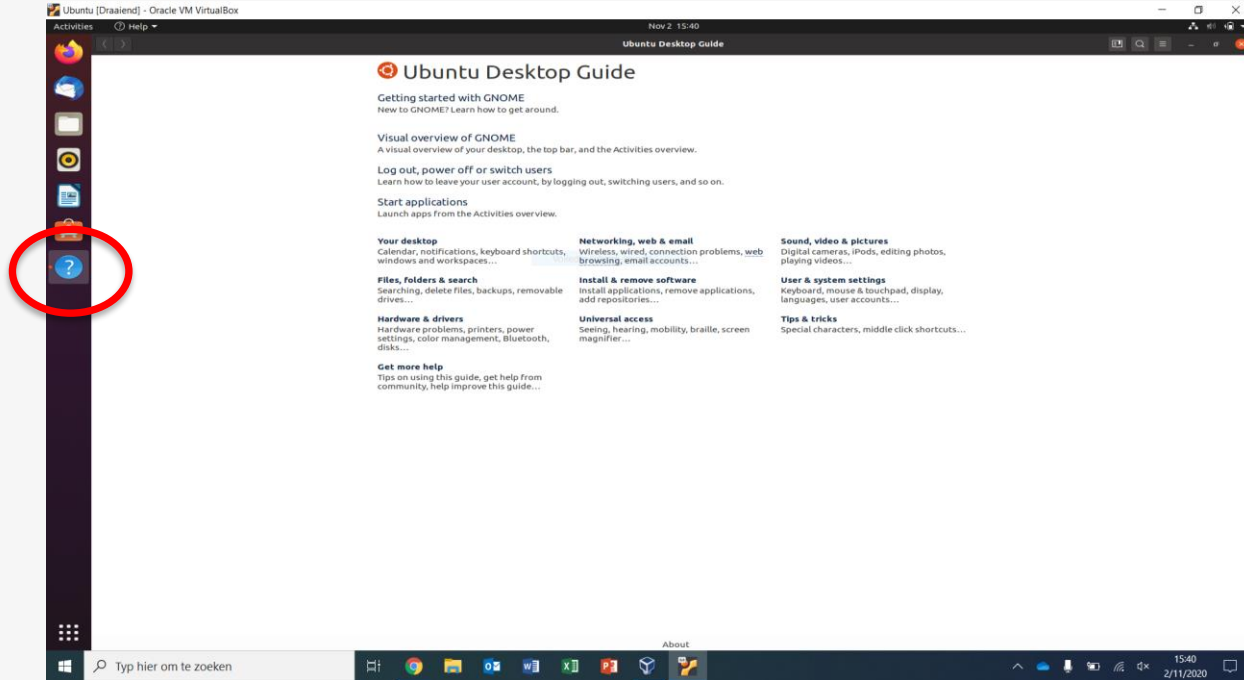 Ubuntu [Draaiend] - Oracle VM VirtualBox
Activities Help Nov 2 15:40
Ubuntu Desktop Guide
Ubuntu Desktop Guide
Getting started with GNOME
New to GNOME? Learn how to get around.
Visual overview of GNOME
A visual overview of your desktop, the top bar, and the Activities overview.
Log out, power off or switch users
Learn how to leave your user account, by logging out, switching users, and so on.
Start applications
Launch apps from the Activities overview.
Your desktop
Calendar, notifications, keyboard shortcuts,
windows and workspaces...
Networking, web & email
Wireless, wired, connection problems, web
browsing, email accounts...
Sound, video & pictures
Digital cameras, iPods, editing photos,
playing videos...
Files, folders & search
Searching, delete files, backups, removable
drives...
Install & remove software
Install applications, remove applications,
add repositories...
User & system settings
Keyboard, mouse & touchpad, display,
languages, user accounts...
Hardware & drivers
Hardware problems, printers, power
settings, color management, Bluetooth,
disks...
Universal access
Seeing, hearing, mobility, braille, screen
magnifier...
Tips & tricks
Special characters, middle click shortcuts...
Get more help
Tips on using this guide, get help from
community, help improve this guide...
About
Typ hier om te zoeken
15:40
2/11/2020